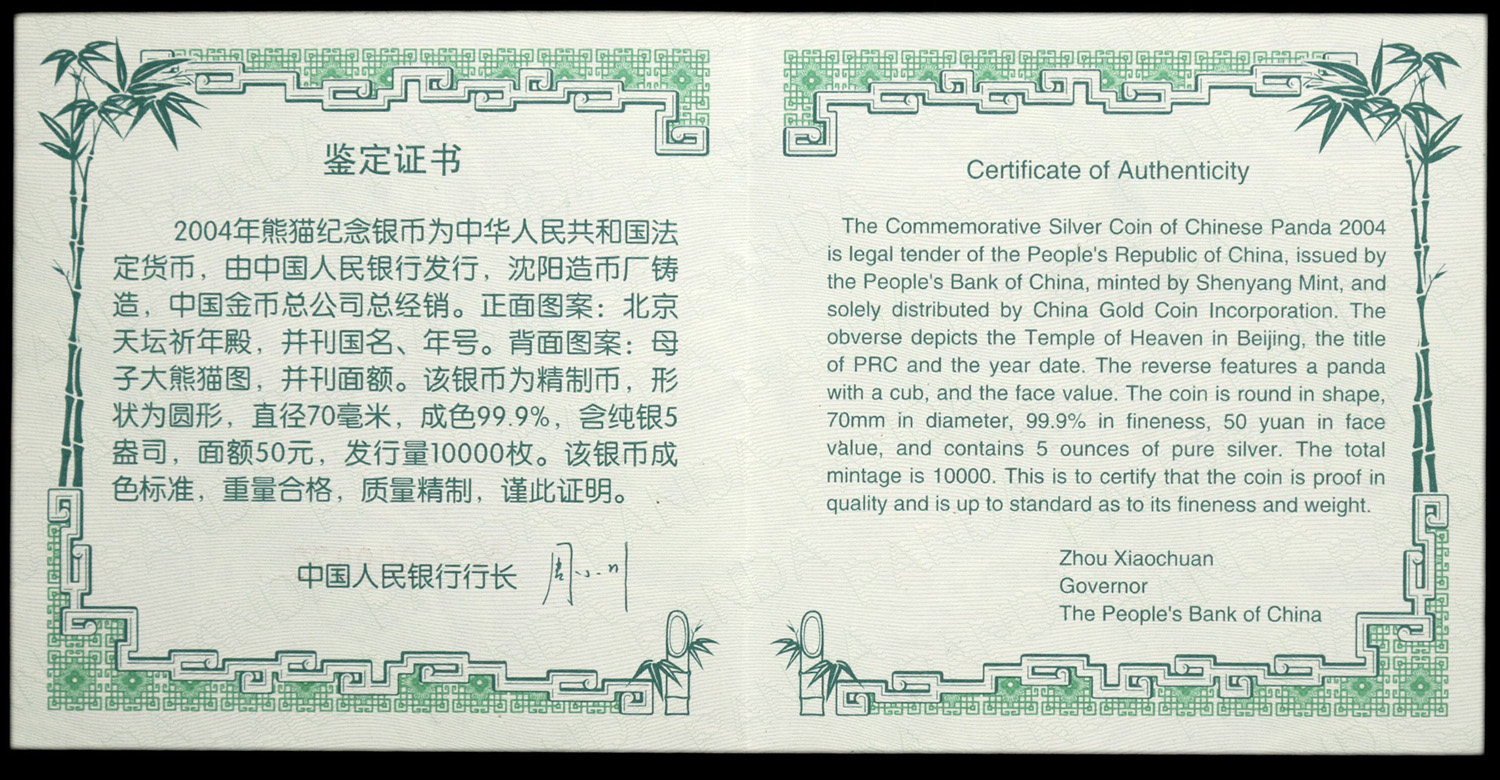 鉴定证书
2004年熊猫纪念银币为中华人民共和国法
定货币，由中国人民银行发行，沈阳造币厂铸
造，中国金币总公司总经销。正面图案：北京
天坛祈年殿，并刊国名、年号。背面图案：母
子大熊猫图，并刊面额。该银币为精制币，形
状为圆形，直径70毫米，成色99.9%，含纯银5
盎司，面额50元，发行量10000枚。该银币成
色标准，重量合格，质量精制，谨此证明。
中国人民银行行长 周小川
Certificate of Authenticity
The Commemorative Silver Coin of Chinese Panda 2004
is legal tender of the People's Republic of China, issued by
the People's Bank of China, minted by Shenyang Mint, and
solely distributed by China Gold Coin Incorporation. The
obverse depicts the Temple of Heaven in Beijing, the title
of PRC and the year date. The reverse features a panda
with a cub, and the face value. The coin is round in shape,
70mm in diameter, 99.9% in fineness, 50 yuan in face
value, and contains 5 ounces of pure silver. The total
mintage is 10000. This is to certify that the coin is proof in
quality and is up to standard as to its fineness and weight.
Zhou Xiaochuan
Governor
The People's Bank of China